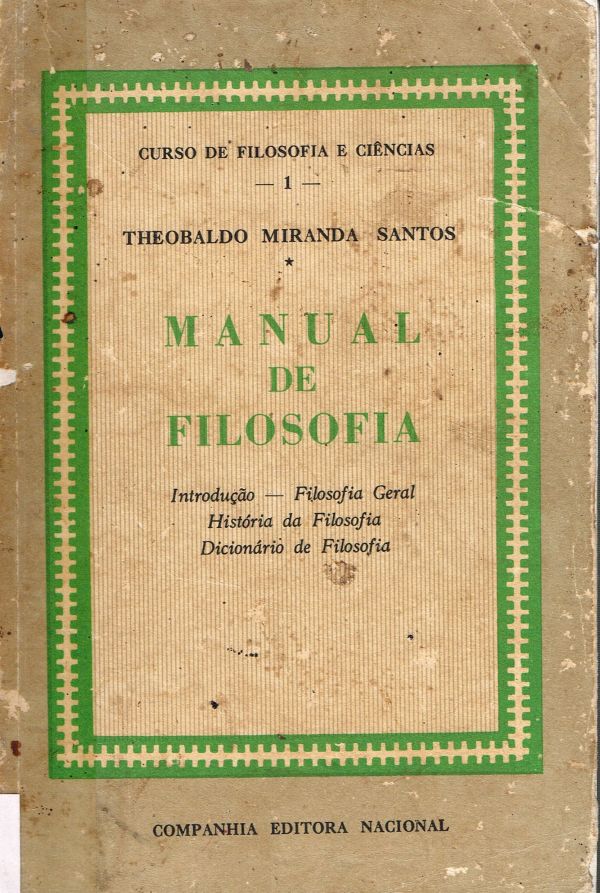 CURSO DE FILOSOFIA E CIÊNCIAS
— 1 —
THEOBALDO MIRANDA SANTOS
*
MANUAL
DE
FILOSOFIA
Introdução — Filosofia Geral
História da Filosofia
Dicionário de Filosofia
COMPANHIA EDITORA NACIONAL